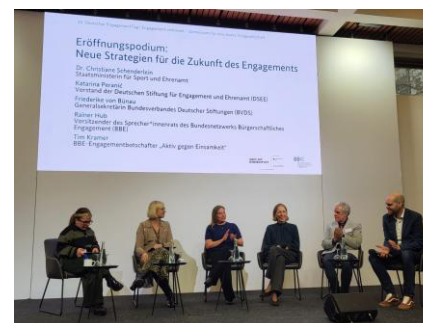 Eröffnungspodium:
Neue Strategien für die Zukunft des Engagements
Dr. Christiane Schenderlein
Staatsministerin für Sport und Ehrenamt
Katarina Peranić
Vorstand der Deutschen Stiftung für Engagement und Ehrenamt (DSEE)
Friederike von Bünau
Generalsekretärin Bundesverbandes Deutscher Stiftungen (BVDS)
Rainer Hub
Vorsitzender des Sprecher*innenrats des Bundesnetzwerks Bürgerschaftliches
Engagement (BBE)
Tim Kramer
BBE-Engagementbotschafter „Aktiv gegen Einsamkeit"